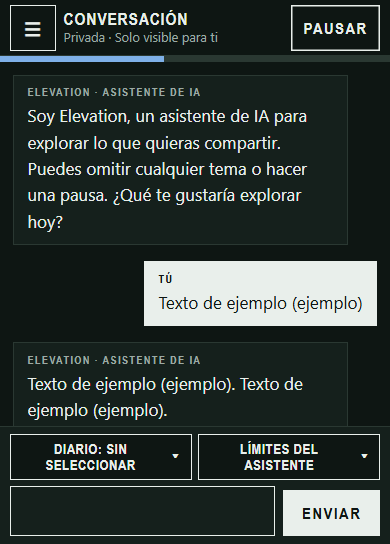 CONVERSACIÓN
Privada · Solo visible para ti
PAUSAR
ELEVATION · ASISTENTE DE IA
Soy Elevation, un asistente de IA para
explorar lo que quieras compartir.
Puedes omitir cualquier tema o hacer
una pausa. ¿Qué te gustaría explorar
hoy?
TÚ
Texto de ejemplo (ejemplo)
ELEVATION · ASISTENTE DE IA
Texto de ejemplo (ejemplo). Texto de
ejemplo (ejemplo).
DIARIO: SIN
SELECCIONAR
LÍMITES DEL
ASISTENTE
ENVIAR